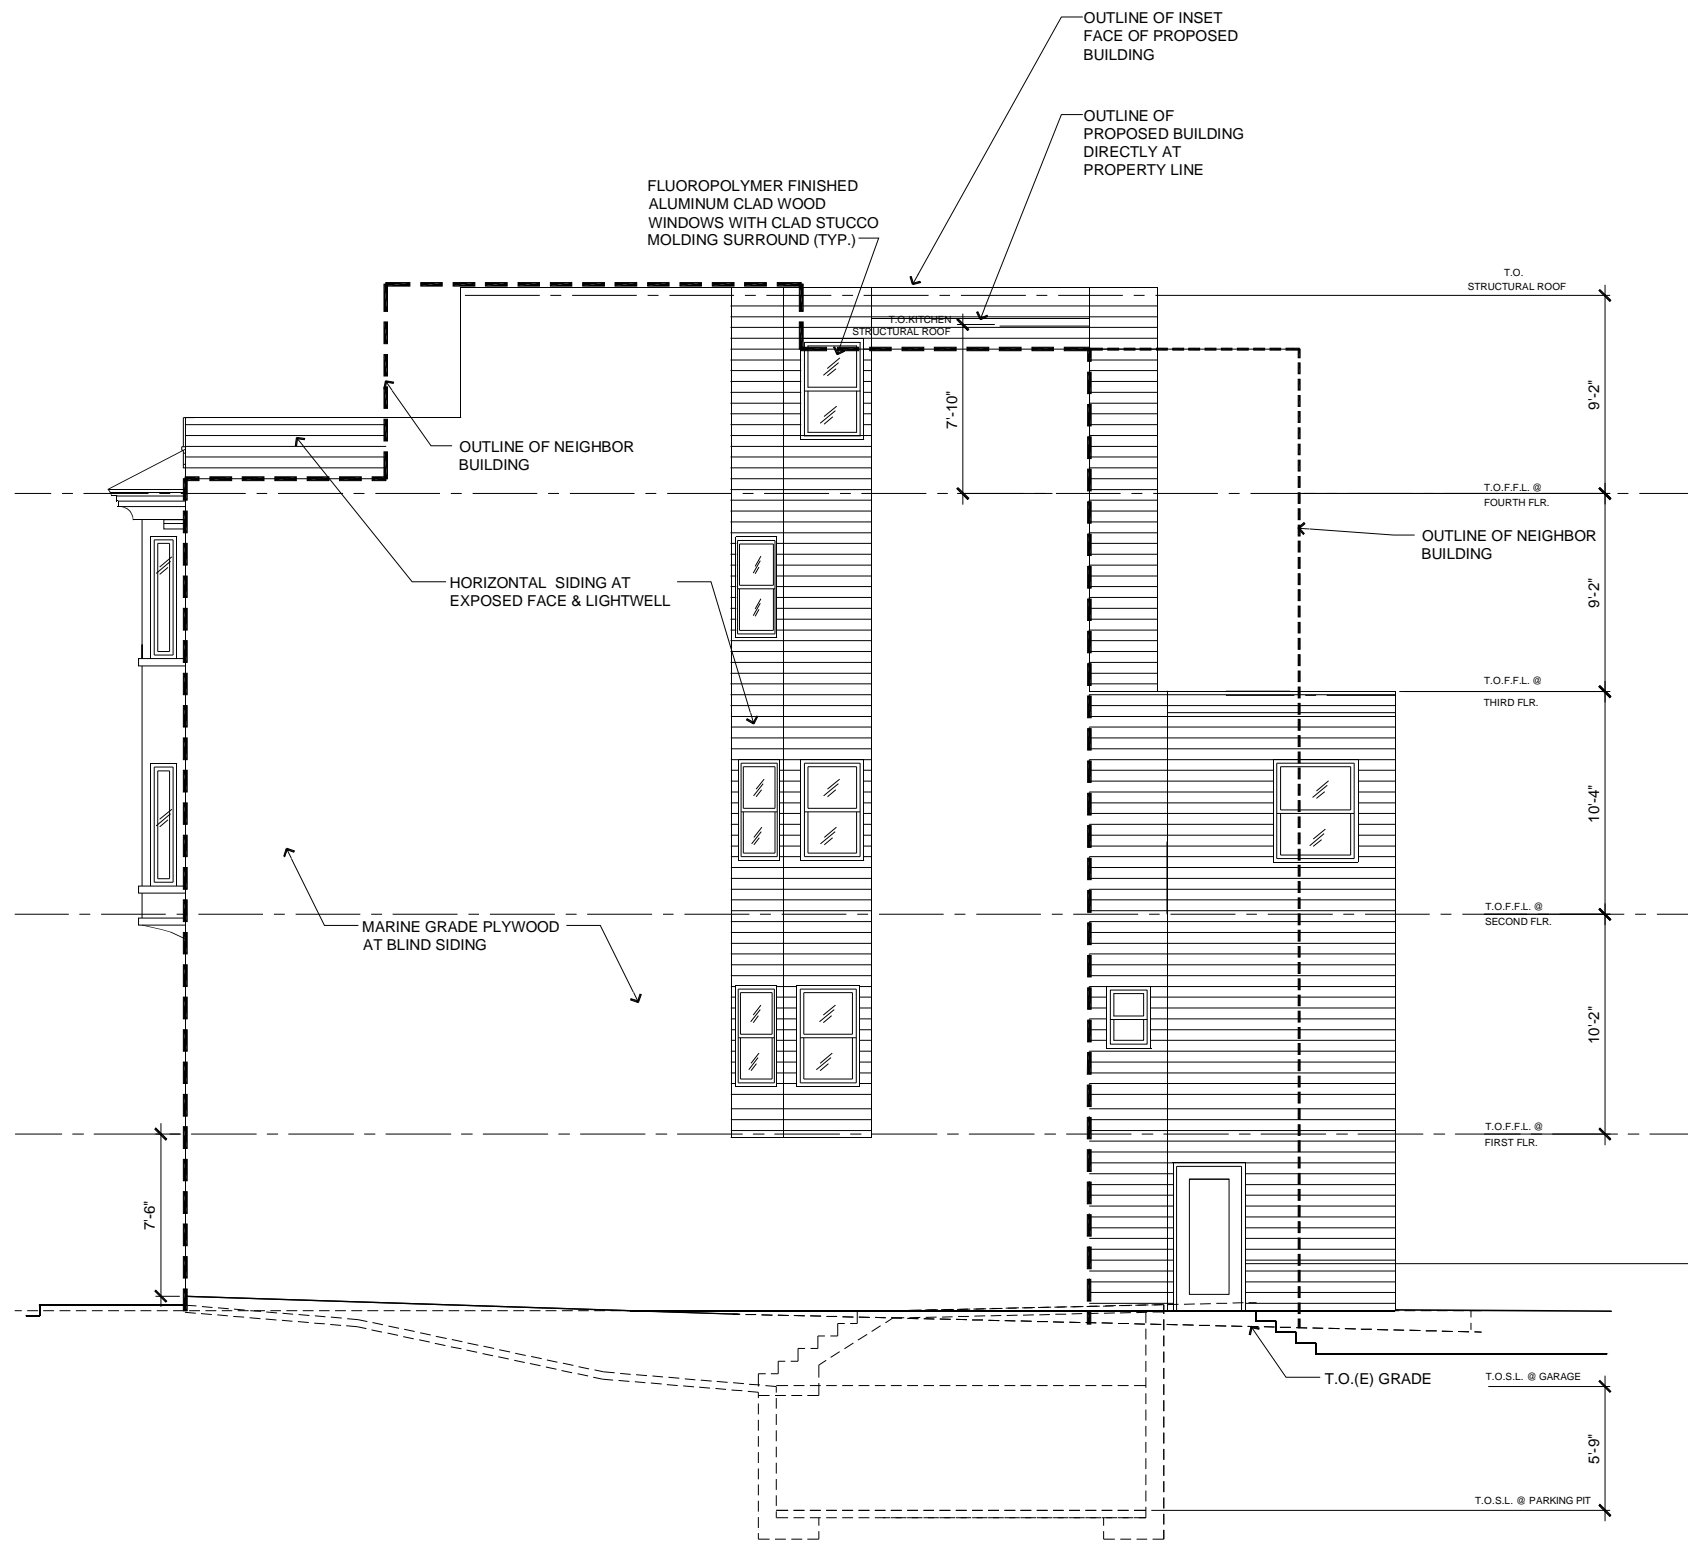 OUTLINE OF INSET
FACE OF PROPOSED
BUILDING
OUTLINE OF
PROPOSED BUILDING
DIRECTLY AT
PROPERTY LINE
FLUOROPOLYMER FINISHED
ALUMINUM CLAD WOOD
WINDOWS WITH CLAD STUCCO
MOLDING SURROUND (TYP.)
T.O.
STRUCTURAL ROOF
T.O.KITCHEN
STRUCTURAL ROOF
9'-2"
7'-10"
OUTLINE OF NEIGHBOR
BUILDING
T.O.F.F.L. @
FOURTH FLR.
OUTLINE OF NEIGHBOR
BUILDING
HORIZONTAL SIDING AT
EXPOSED FACE & LIGHTWELL
9'-2"
T.O.F.F.L. @
THIRD FLR.
10'-4"
T.O.F.F.L. @
SECOND FLR.
MARINE GRADE PLYWOOD
AT BLIND SIDING
10'-2"
T.O.F.F.L. @
FIRST FLR.
7'-6"
T.O.(E) GRADE
T.O.S.L. @ GARAGE
5'-9"
T.O.S.L. @ PARKING PIT